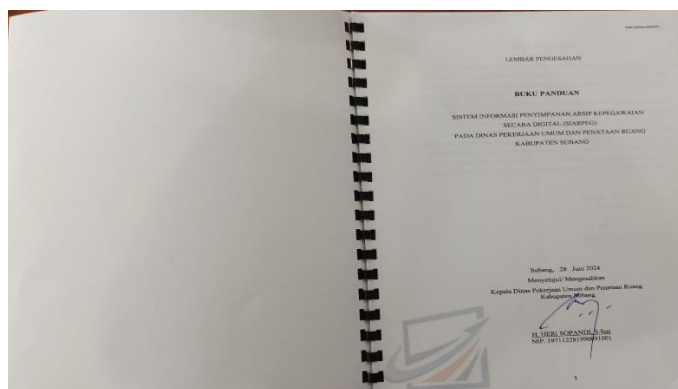 LEMBAR PENGESAHAN
BUKU PANDUAN
SISTEM INFORMASI PENYIMPANAN ARSIP KEPEGAWAIAN
SECARA DIGITAL (SIARPEG)
PADA DINAS PEKERJAAN UMUM DAN PENATAAN RUANG
KABUPATEN SUBANG
Subang, 28 Juni 2024
Menyetujui/ Mengesahkan
Kepala Dinas Pekerjaan Umum dan Penataan Ruang
Kabupaten Subang
H. HERI SOPANDI, S.Sos
NIP.